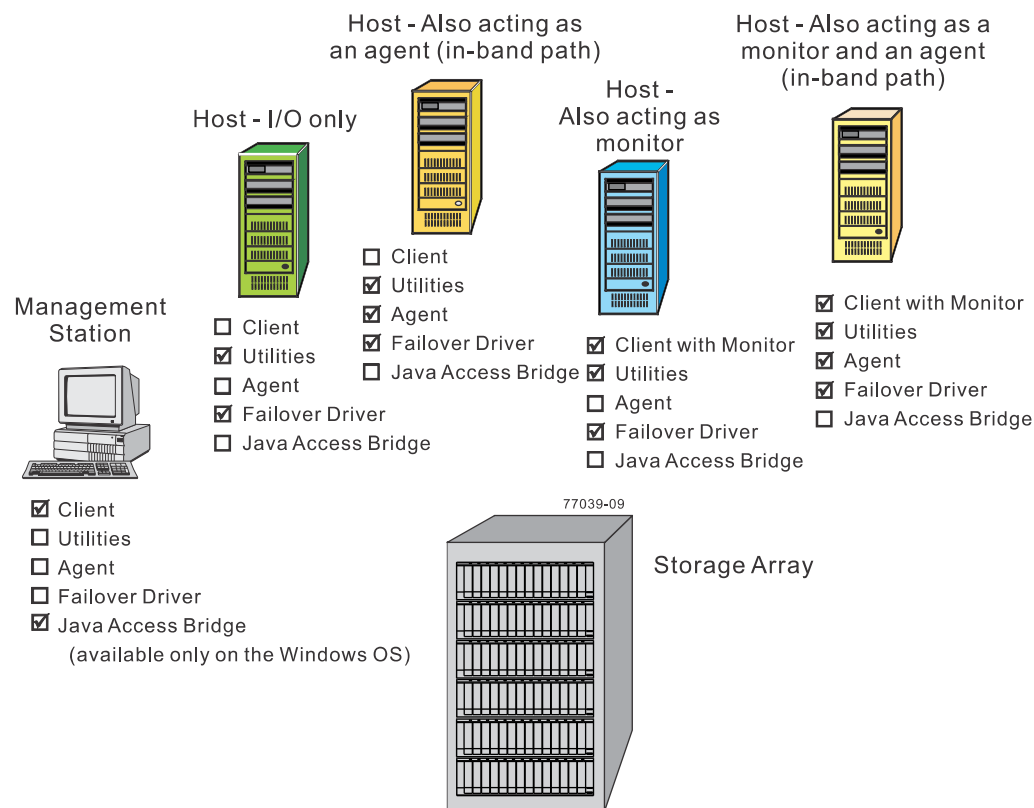 Management
Station
☑ Client
☐ Utilities
☐ Agent
☐ Failover Driver
☑ Java Access Bridge
(available only on the Windows OS)
Host - I/O only
☐ Client
☑ Utilities
☐ Agent
☑ Failover Driver
☐ Java Access Bridge
Host - Also acting as
an agent (in-band path)
☐ Client
☑ Utilities
☑ Agent
☑ Failover Driver
☐ Java Access Bridge
Host -
Also acting as
monitor
☑ Client with Monitor
☑ Utilities
☐ Agent
☑ Failover Driver
☐ Java Access Bridge
Host - Also acting as a
monitor and an agent
(in-band path)
☑ Client with Monitor
☑ Utilities
☑ Agent
☑ Failover Driver
☐ Java Access Bridge
77039-09
Storage Array